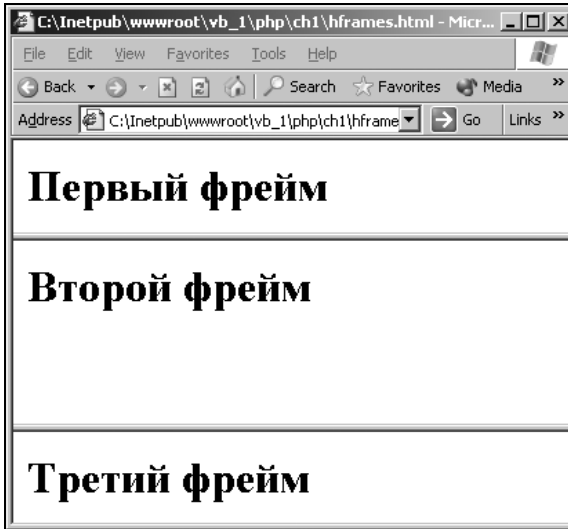 C:\Inetpub\wwwroot\vb_1\php\ch1\hframes.html - Micr...
File Edit View Favorites Tools Help
Back Search Favorites Media »
Address C:\Inetpub\wwwroot\vb_1\php\ch1\hframe Go Links »
Первый фрейм
Второй фрейм
Третий фрейм